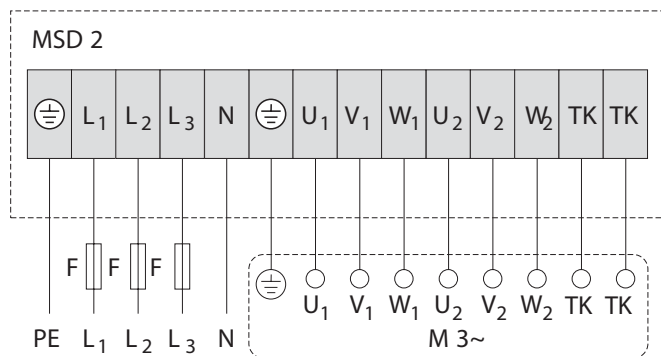 MSD 2
L₁ L₂ L₃ N U₁ V₁ W₁ U₂ V₂ W₂ TK TK
F F F
U₁ V₁ W₁ U₂ V₂ W₂ TK TK
PE L₁ L₂ L₃ N M 3~